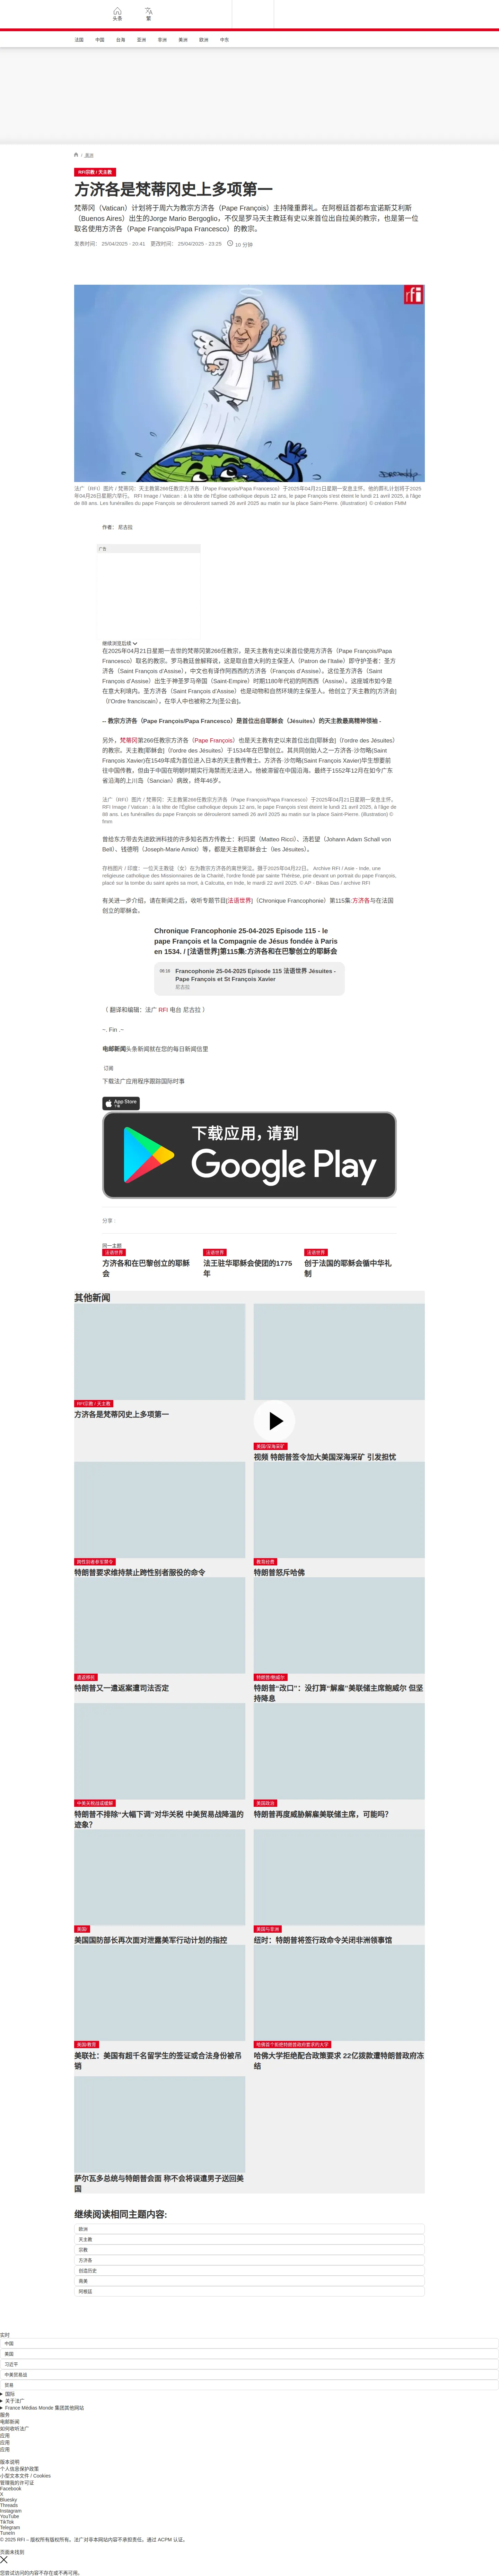 头条
繁
法国
中国
台海
亚洲
非洲
美洲
欧洲
中东
/ 首页
RFI宗教 / 天主教
方济各是梵蒂冈史上多项第一
梵蒂冈（Vatican）计划将于周六为教宗方济各（Pape François）主持隆重葬礼。在阿根廷首都布宜诺斯艾利斯
（Buenos Aires）出生的Jorge Mario Bergoglio，不仅是罗马天主教廷有史以来首位出自拉美的教宗，也是第一位
取名使用方济各（Pape François/Papa Francesco）的教宗。
发表时间： 25/04/2025 - 20:41 更改时间： 25/04/2025 - 23:25 10 分钟
rfi
法广（RFI）图片 / 梵蒂冈：天主教第266任教宗方济各（Pape François/Papa Francesco）于2025年04月21日星期一安息主怀。他的葬礼计划将于2025
年04月26日星期六举行。 RFI Image / Vatican : à la tête de l'Église catholique depuis 12 ans, le pape François s'est éteint le lundi 21 avril 2025, à l'âge
de 88 ans. Les funérailles du pape François se dérouleront samedi 26 avril 2025 au matin sur la place Saint-Pierre. (Illustration) © création FMM
作者： 尼古拉
广告
继续浏览后续
在2025年04月21日星期一去世的梵蒂冈第266任教宗，是天主教有史以来首位使用方济各（Pape François/Papa
Francesco）取名的教宗。罗马教廷曾解释说，这是取自意大利的主保圣人（Patron de l'Italie）即守护圣者：圣方
济各（Saint François d'Assise），中文也有译作阿西西的方济各（François d'Assise）。这位圣方济各（Saint
François d'Assise）出生于神圣罗马帝国（Saint-Empire）时期1180年代初的阿西西（Assise）。这座城市如今是
在意大利境内。圣方济各（Saint François d'Assise）也是动物和自然环境的主保圣人。他创立了天主教的[方济会]
（l'Ordre franciscain）。在华人中也被称之为[圣公会]。
-- 教宗方济各（Pape François/Papa Francesco）是首位出自耶稣会（Jésuites）的天主教最高精神领袖 -
另外，梵蒂冈第266任教宗方济各（Pape François）也是天主教有史以来首位出自[耶稣会]（l'ordre des Jésuites）
的教宗。天主教[耶稣会]（l'ordre des Jésuites）于1534年在巴黎创立。其共同创始人之一方济各·沙勿略(Saint
François Xavier)在1549年成为首位进入日本的天主教传教士。方济各·沙勿略(Saint François Xavier)毕生想要前
往中国传教，但由于中国在明朝时期实行海禁而无法进入。他被滞留在中国沿海。最终于1552年12月在如今广东
省沿海的上川岛（Sancian）病故，终年46岁。
法广（RFI）图片 / 梵蒂冈：天主教第266任教宗方济各（Pape François/Papa Francesco）于2025年04月21日星期一安息主怀。
RFI Image / Vatican : à la tête de l'Église catholique depuis 12 ans, le pape François s'est éteint le lundi 21 avril 2025, à l'âge de
88 ans. Les funérailles du pape François se dérouleront samedi 26 avril 2025 au matin sur la place Saint-Pierre. (Illustration) ©
fmm
曾给东方带去先进欧洲科技的许多知名西方传教士：利玛窦（Matteo Ricci）、汤若望（Johann Adam Schall von
Bell）、钱德明（Joseph-Marie Amiot）等，都是天主教耶稣会士（les Jésuites）。
存档图片 / 印度：一位天主教徒（女）在为教宗方济各的离世哭泣。摄于2025年04月22日。 Archive RFI / Asie - Inde, une
religieuse catholique des Missionnaires de la Charité, l'ordre fondé par sainte Thérèse, prie devant un portrait du pape François,
placé sur la tombe du saint après sa mort, à Calcutta, en Inde, le mardi 22 avril 2025. © AP - Bikas Das / archive RFI
有关进一步介绍，请在新闻之后，收听专题节目[法语世界]（Chronique Francophonie）第115集:方济各与在法国
创立的耶稣会。
Chronique Francophonie 25-04-2025 Episode 115 - le
pape François et la Compagnie de Jésus fondée à Paris
en 1534. / [法语世界]第115集:方济各和在巴黎创立的耶稣会
06:16 Francophonie 25-04-2025 Episode 115 法语世界 Jésuites -
Pape François et St François Xavier
尼古拉
（ 翻译和编辑：法广 RFI 电台 尼古拉 ）
~. Fin .~
电邮新闻头条新闻就在您的每日新闻信里
订阅
下载法广应用程序跟踪国际时事
App Store
下载
下载应用，请到
Google Play
分享 :
同一主题
法语世界
方济各和在巴黎创立的耶稣
会
法语世界
法王驻华耶稣会使团的1775
年
法语世界
创于法国的耶稣会循中华礼
制
其他新闻
RFI宗教 / 天主教
方济各是梵蒂冈史上多项第一
美国/深海采矿
视频 特朗普签令加大美国深海采矿 引发担忧
跨性别者参军禁令
特朗普要求维持禁止跨性别者服役的命令
教育经费
特朗普怒斥哈佛
遣返移民
特朗普又一遣返案遭司法否定
特朗普/鲍威尔
特朗普“改口”：没打算“解雇”美联储主席鲍威尔 但坚
持降息
中美关税战或缓解
特朗普不排除“大幅下调”对华关税 中美贸易战降温的
迹象?
美国政治
特朗普再度威胁解雇美联储主席，可能吗?
美国/
美国国防部长再次面对泄露美军行动计划的指控
美国与亚洲
纽时：特朗普将签行政命令关闭非洲领事馆
美国/教育
美联社：美国有超千名留学生的签证或合法身份被吊
销
哈佛首个拒绝特朗普政府要求的大学
哈佛大学拒绝配合政策要求 22亿拨款遭特朗普政府冻
结
萨尔瓦多总统与特朗普会面 称不会将误遣男子送回美
国
继续阅读相同主题内容:
欧洲
天主教
宗教
方济各
创造历史
南美
阿根廷
实时
中国
美国
习近平
中美贸易战
贸易
国际
关于法广
France Médias Monde 集团其他网站
服务
电邮新闻
如何收听法广
应用
应用
应用
版本说明
个人信息保护政策
小型文本文件 / Cookies
管理我的许可证
Facebook
X
Bluesky
Threads
Instagram
YouTube
TikTok
Telegram
TuneIn
© 2025 RFI – 版权所有版权所有。法广对非本网站内容不承担责任。通过 ACPM 认证。
页面未找到
您尝试访问的内容不存在或不再可用。